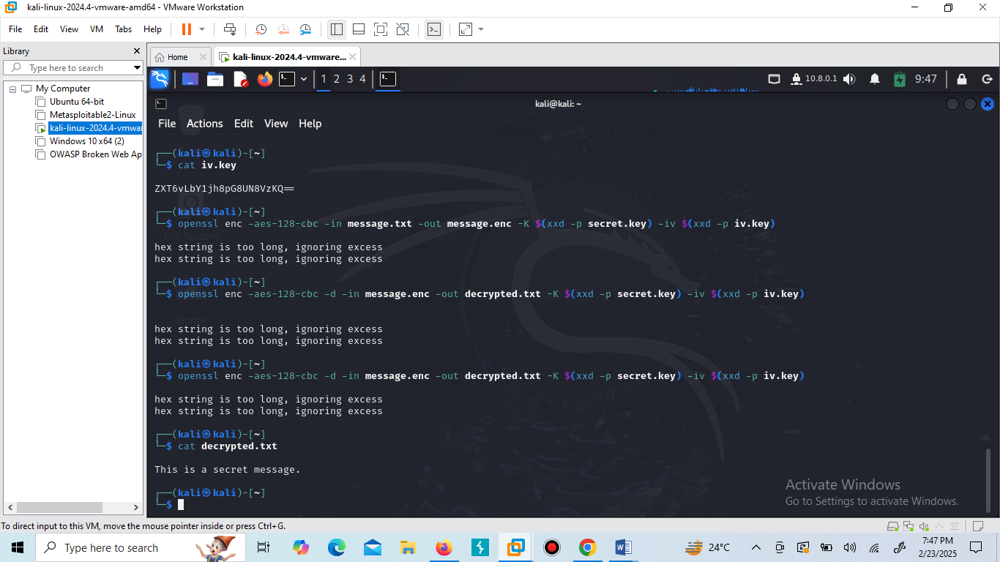 kali-linux-2024.4-vmware-amd64 - VMware Workstation
File Edit View VM Tabs Help
Library
Type here to search
My Computer
Ubuntu 64-bit
Metasploitable2-Linux
kali-linux-2024.4-vmwar
Windows 10 x64 (2)
OWASP Broken Web Ap
Home
kali-linux-2024.4-vmware...
1 2 3 4
10.8.0.1
9:47
kali@kali: ~
File Actions Edit View Help
┌──(kali㉿kali)-[~]
└─$ cat iv.key
ZXT6vLbY1jh8pG8UN8VzKQ==
┌──(kali㉿kali)-[~]
└─$ openssl enc -aes-128-cbc -in message.txt -out message.enc -K $(xxd -p secret.key) -iv $(xxd -p iv.key)
File System
hex string is too long, ignoring excess
hex string is too long, ignoring excess
┌──(kali㉿kali)-[~]
└─$ openssl enc -aes-128-cbc -d -in message.enc -out decrypted.txt -K $(xxd -p secret.key) -iv $(xxd -p iv.key)
Home
hex string is too long, ignoring excess
hex string is too long, ignoring excess
┌──(kali㉿kali)-[~]
└─$ openssl enc -aes-128-cbc -d -in message.enc -out decrypted.txt -K $(xxd -p secret.key) -iv $(xxd -p iv.key)
hex string is too long, ignoring excess
hex string is too long, ignoring excess
┌──(kali㉿kali)-[~]
└─$ cat decrypted.txt
This is a secret message.
┌──(kali㉿kali)-[~]
└─$
Activate Windows
Go to Settings to activate Windows.
To direct input to this VM, move the mouse pointer inside or press Ctrl+G.
Type here to search
24°C
7:47 PM
2/23/2025